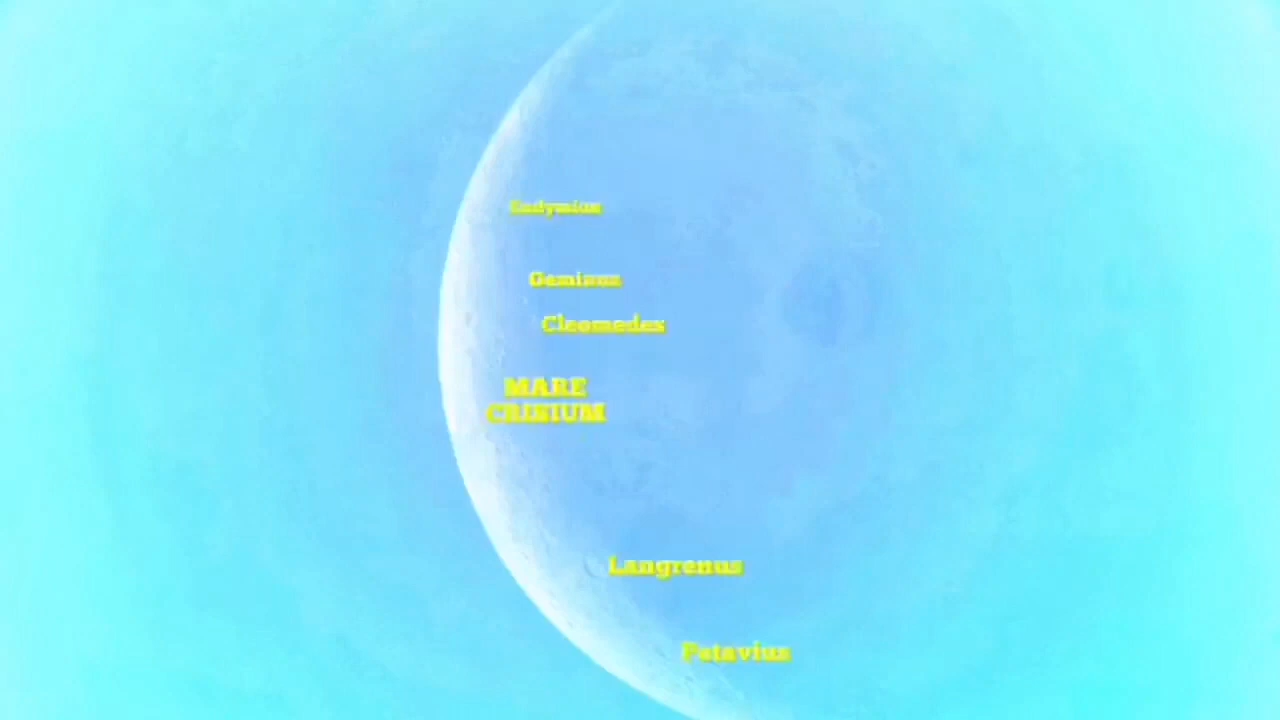 Endymion
Geminus
Cleomedes
MARE
CRISIUM
Langrenus
Petavius